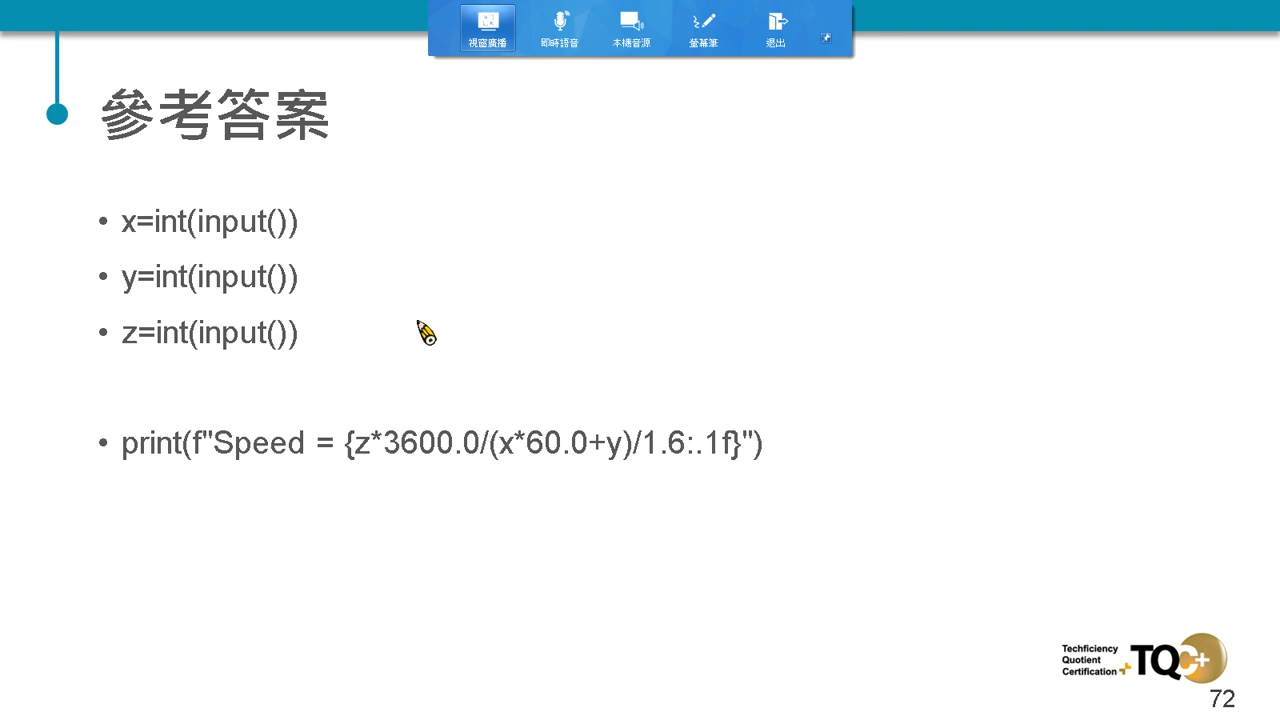 視窗廣播 即時語音 本機音源 螢幕筆 退出
參考答案
• x=int(input())
• y=int(input())
• z=int(input())
• print(f"Speed = {z*3600.0/(x*60.0+y)/1.6:.1f}")
Techficiency
Quotient
Certification
TQC+
72